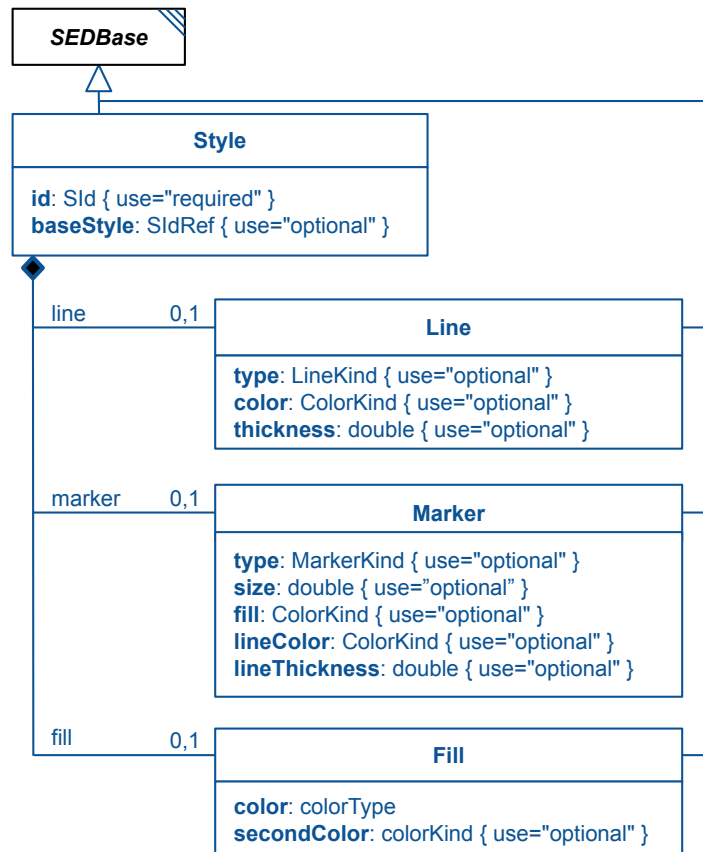 SEDBase
Style
id: SId { use="required" }
baseStyle: SIdRef { use="optional" }
line 0,1
Line
type: LineKind { use="optional" }
color: ColorKind { use="optional" }
thickness: double { use="optional" }
marker 0,1
Marker
type: MarkerKind { use="optional" }
size: double { use=”optional” }
fill: ColorKind { use="optional" }
lineColor: ColorKind { use="optional" }
lineThickness: double { use="optional" }
fill 0,1
Fill
color: colorType
secondColor: colorKind { use="optional" }